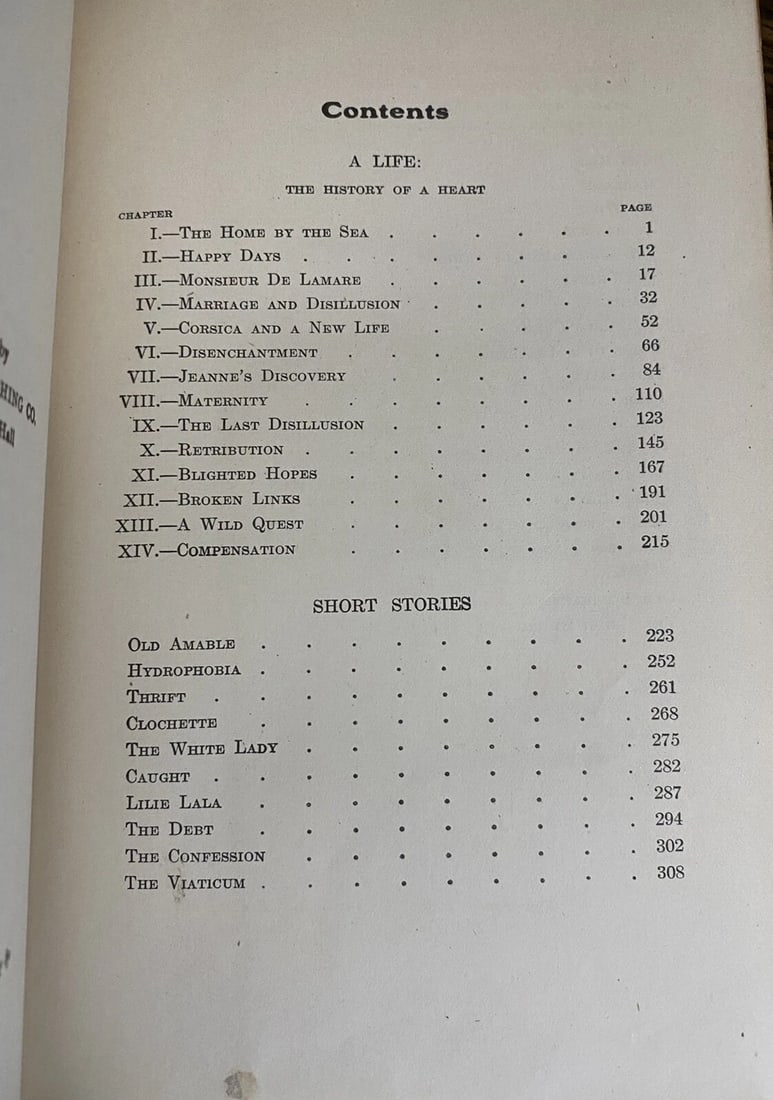 Contents
A LIFE:
THE HISTORY OF A HEART
CHAPTER PAGE
I.—THE HOME BY THE SEA . . . . . . 1
II.—HAPPY DAYS . . . . . . . . 12
III.—MONSIEUR DE LAMARE . . . . . . 17
IV.—MARRIAGE AND DISILLUSION . . . . . 32
V.—CORSICA AND A NEW LIFE . . . . . 52
VI.—DISENCHANTMENT . . . . . . . 66
VII.—JEANNE'S DISCOVERY . . . . . . 84
VIII.—MATERNITY . . . . . . . . 110
IX.—THE LAST DISILLUSION . . . . . . 123
X.—RETRIBUTION . . . . . . . . 145
XI.—BLIGHTED HOPES . . . . . . . 167
XII.—BROKEN LINKS . . . . . . . 191
XIII.—A WILD QUEST . . . . . . . 201
XIV.—COMPENSATION . . . . . . . 215
SHORT STORIES
OLD AMABLE . . . . . . . . . 223
HYDROPHOBIA . . . . . . . . . 252
THRIFT . . . . . . . . . . 261
CLOCHETTE . . . . . . . . . 268
THE WHITE LADY . . . . . . . . 275
CAUGHT . . . . . . . . . . 282
LILIE LALA . . . . . . . . . 287
THE DEBT . . . . . . . . . 294
THE CONFESSION . . . . . . . . 302
THE VIATICUM . . . . . . . . . 308
by
HING CO.
Hall